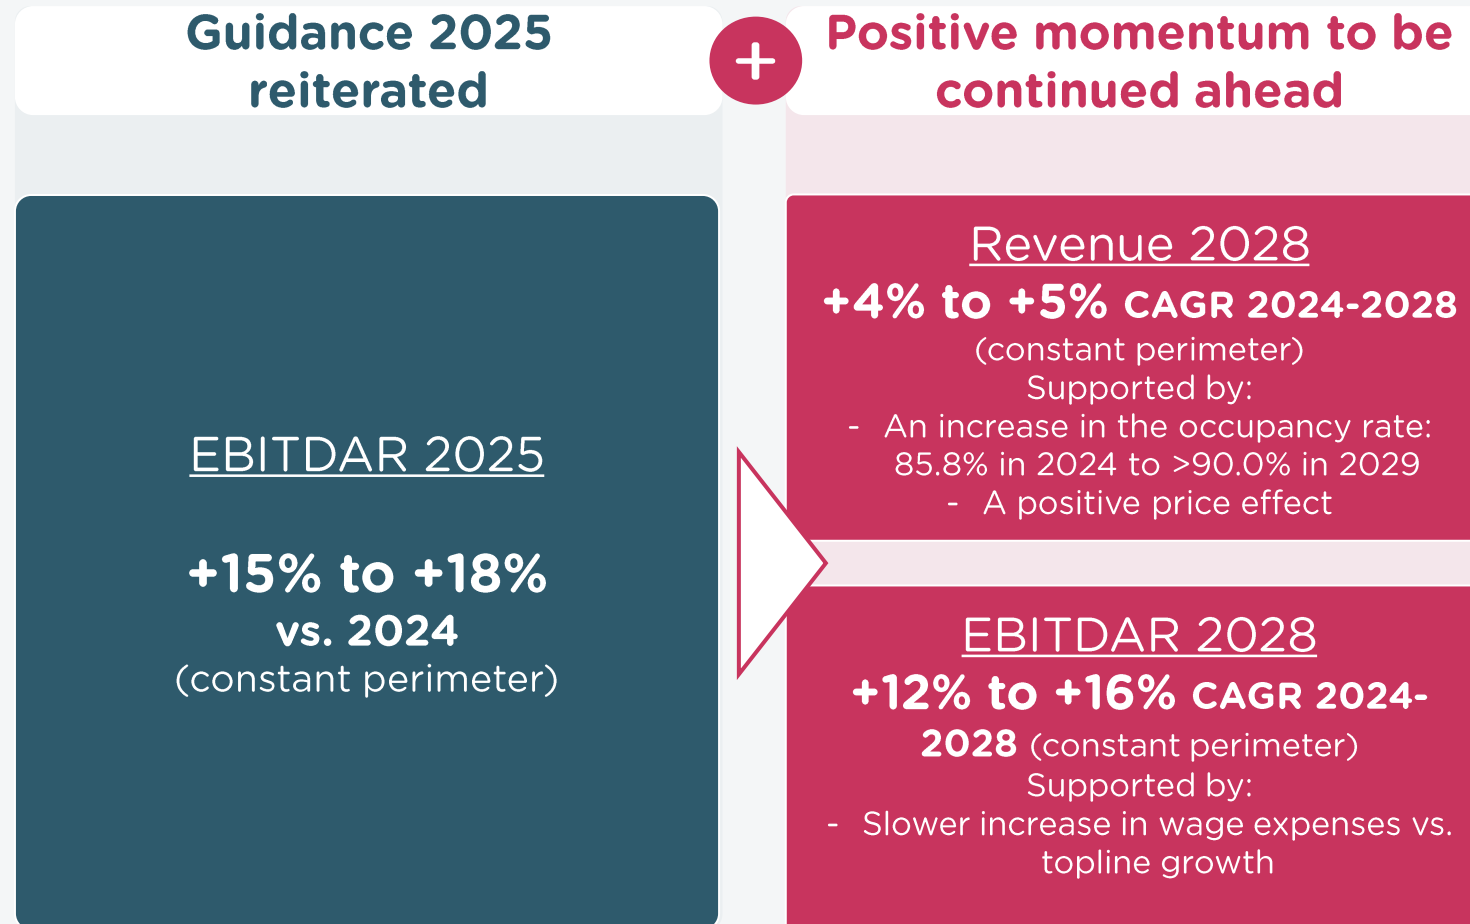 Guidance 2025
reiterated
+
Positive momentum to be
continued ahead
EBITDAR 2025
+15% to +18%
vs. 2024
(constant perimeter)
Revenue 2028
+4% to +5% CAGR 2024-2028
(constant perimeter)
Supported by:
- An increase in the occupancy rate:
85.8% in 2024 to >90.0% in 2029
- A positive price effect
EBITDAR 2028
+12% to +16% CAGR 2024-
2028 (constant perimeter)
Supported by:
- Slower increase in wage expenses vs.
topline growth